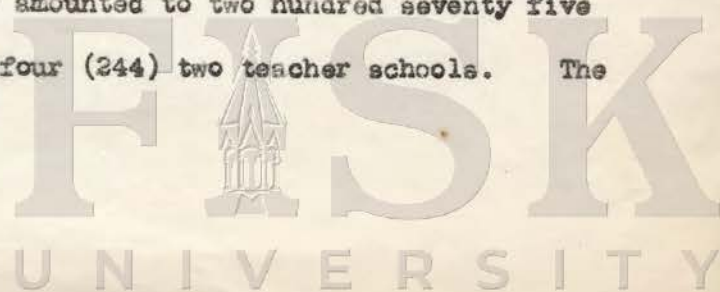 amounted to two hundred seventy five
four (244) two teacher schools. The
FISK
UNIVERSITY